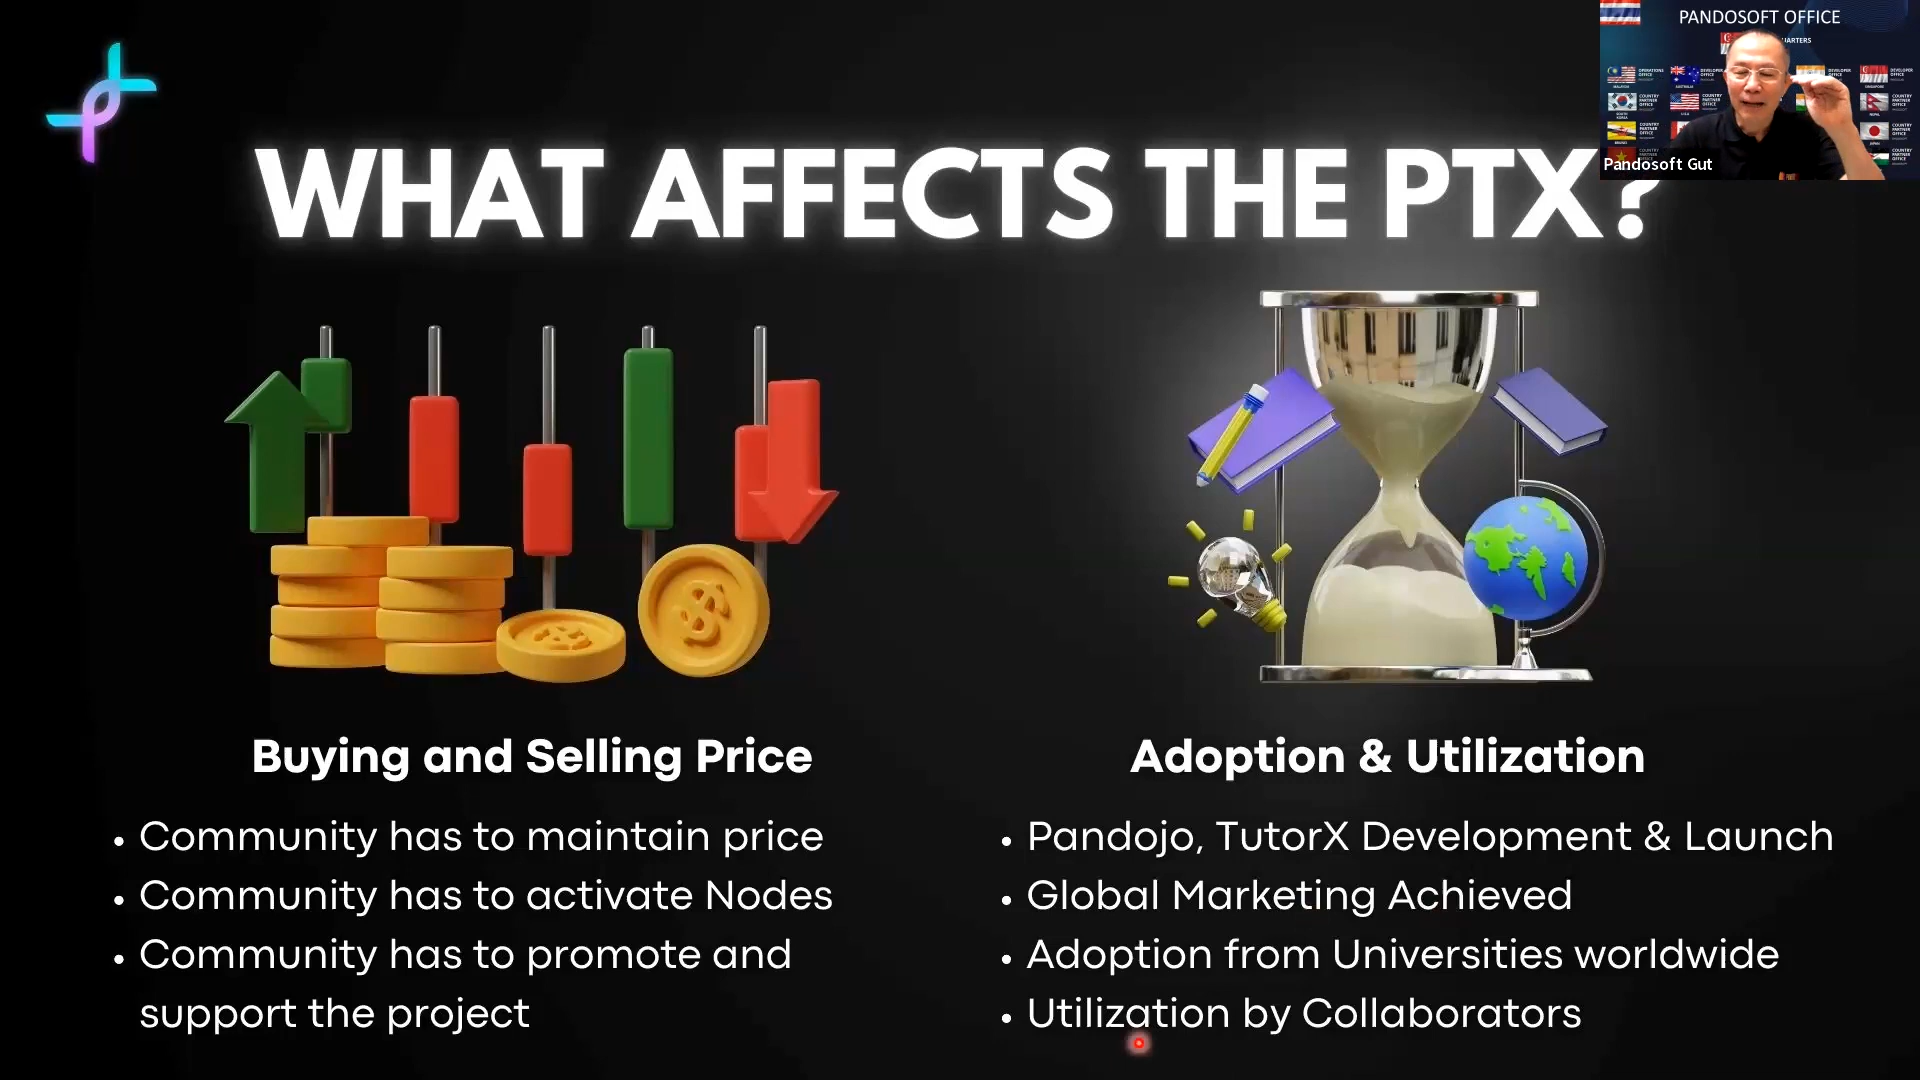 PANDOSOFT OFFICE
WHAT AFFECTS THE PTX?
Pandosoft Gut
Buying and Selling Price
• Community has to maintain price
• Community has to activate Nodes
• Community has to promote and
support the project
Adoption & Utilization
• Pandojo, TutorX Development & Launch
• Global Marketing Achieved
• Adoption from Universities worldwide
• Utilization by Collaborators